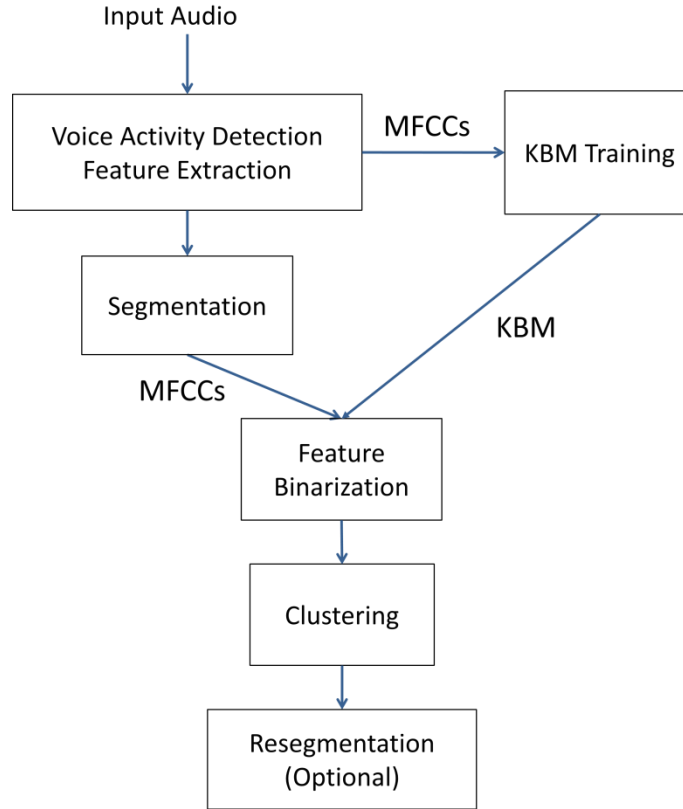 Input Audio
Voice Activity Detection
Feature Extraction
MFCCs
KBM Training
Segmentation
KBM
MFCCs
Feature
Binarization
Clustering
Resegmentation
(Optional)